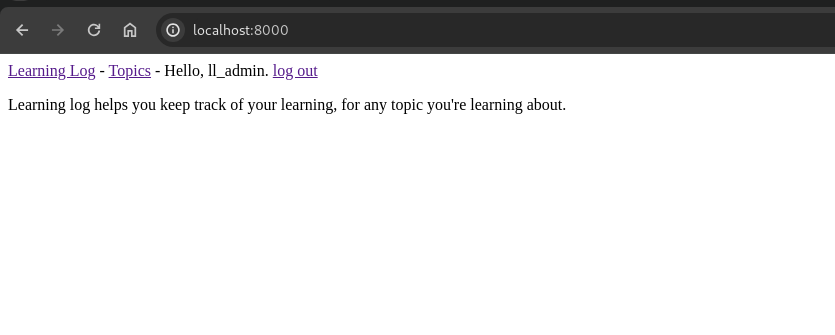 localhost:8000
Learning Log - Topics - Hello, ll_admin. log out
Learning log helps you keep track of your learning, for any topic you're learning about.